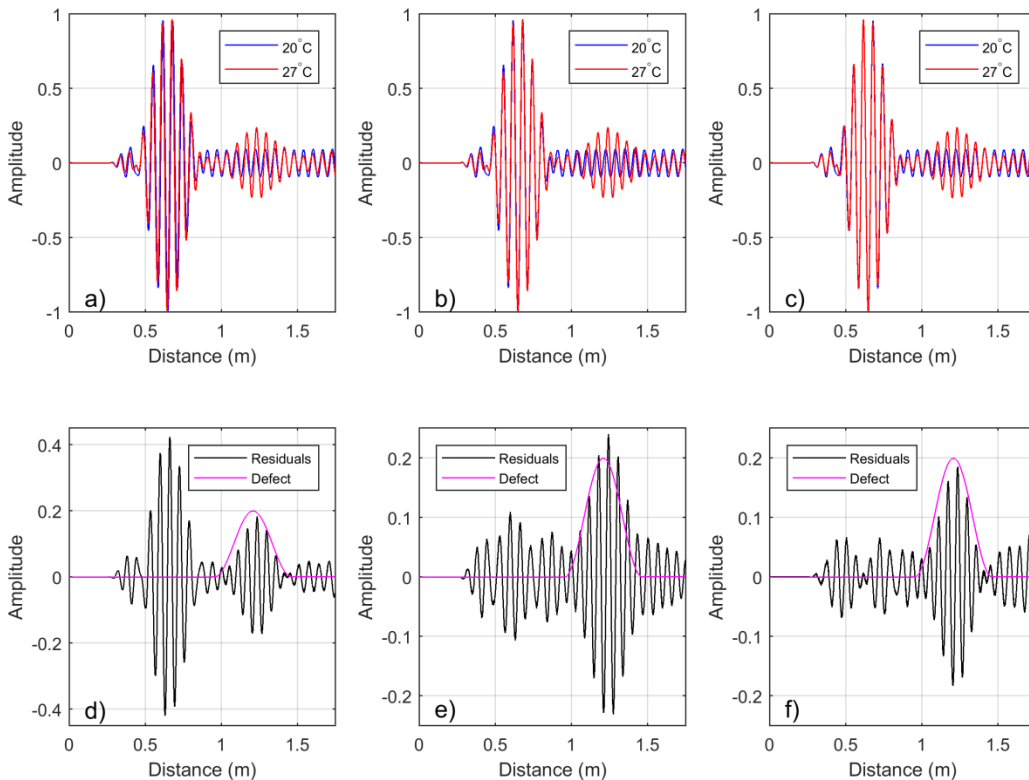 1
0.5
0
-0.5
-1
Amplitude
20°C
27°C
a)
0 0.5 1 1.5
Distance (m)
1
0.5
0
-0.5
-1
Amplitude
20°C
27°C
b)
0 0.5 1 1.5
Distance (m)
1
0.5
0
-0.5
-1
Amplitude
20°C
27°C
c)
0 0.5 1 1.5
Distance (m)
0.4
0.2
0
-0.2
-0.4
Amplitude
Residuals
Defect
d)
0 0.5 1 1.5
Distance (m)
0.2
0.1
0
-0.1
-0.2
Amplitude
Residuals
Defect
e)
0 0.5 1 1.5
Distance (m)
0.2
0.1
0
-0.1
-0.2
Amplitude
Residuals
Defect
f)
0 0.5 1 1.5
Distance (m)